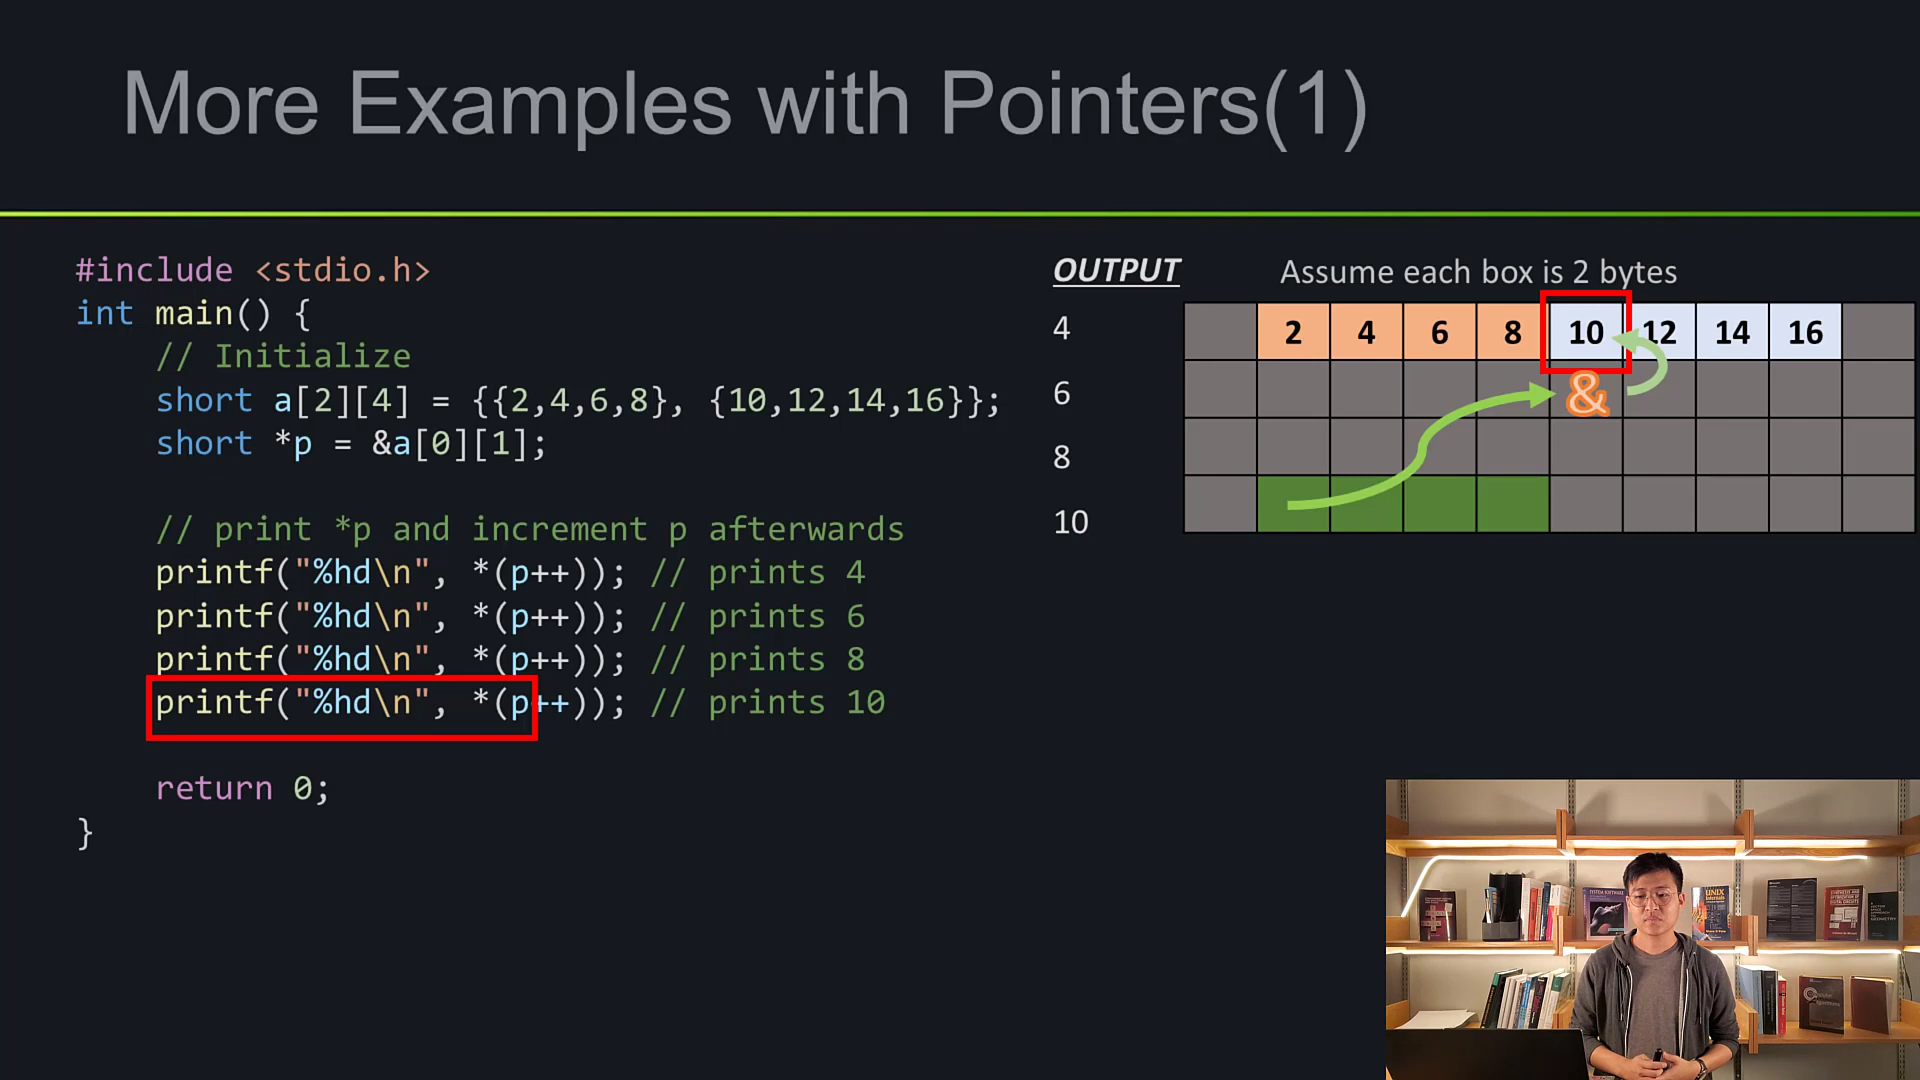 More Examples with Pointers(1)
#include <stdio.h>
int main() {
// Initialize
short a[2][4] = {{2,4,6,8}, {10,12,14,16}};
short *p = &a[0][1];
// print *p and increment p afterwards
printf("%hd\n", *(p++)); // prints 4
printf("%hd\n", *(p++)); // prints 6
printf("%hd\n", *(p++)); // prints 8
printf("%hd\n", *(p++)); // prints 10
return 0;
}
OUTPUT
4
6
8
10
Assume each box is 2 bytes
2 4 6 8 10 12 14 16
&
SYSTEM SOFTWARE
UNIX